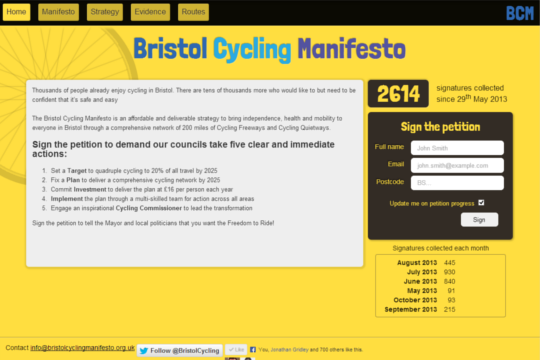 Home Manifesto Strategy Evidence Routes BCM
Bristol Cycling Manifesto
Thousands of people already enjoy cycling in Bristol. There are tens of thousands more who would like to but need to be
confident that it's safe and easy
The Bristol Cycling Manifesto is an affordable and deliverable strategy to bring independence, health and mobility to
everyone in Bristol through a comprehensive network of 200 miles of Cycling Freeways and Cycling Quietways.
Sign the petition to demand our councils take five clear and immediate
actions:
1. Set a Target to quadruple cycling to 20% of all travel by 2025
2. Fix a Plan to deliver a comprehensive cycling network by 2025
3. Commit Investment to deliver the plan at £16 per person each year
4. Implement the plan through a multi-skilled team for action across all areas
5. Engage an inspirational Cycling Commissioner to lead the transformation
Sign the petition to tell the Mayor and local politicians that you want the Freedom to Ride!
2614 signatures collected
since 29th May 2013
Sign the petition
Full name John Smith
Email john.smith@example.com
Postcode BS...
Update me on petition progress
Sign
Signatures collected each month
August 2013 445
July 2013 930
June 2013 840
May 2013 91
October 2013 93
September 2013 215
Contact info@bristolcyclingmanifesto.org.uk Follow @BristolCycling Like You, Jonathan Gridley and 700 others like this.